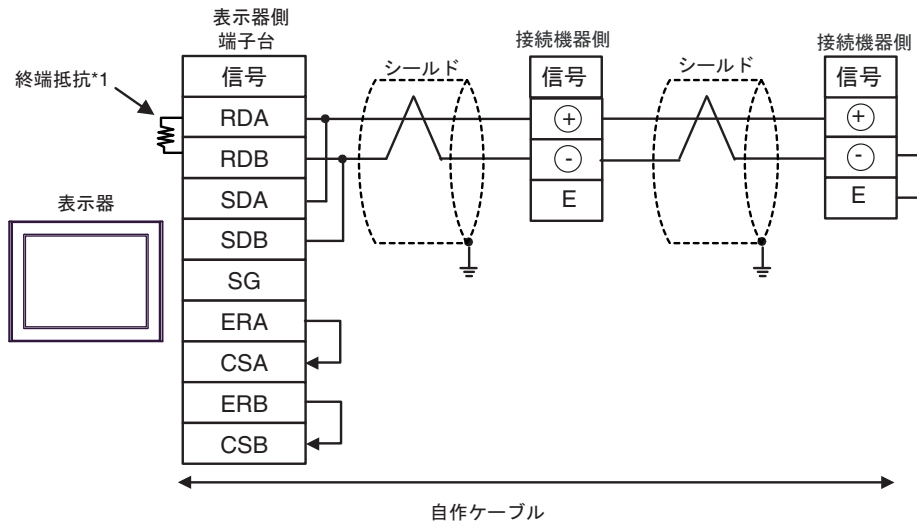 表示器側
端子台
信号
RDA
RDB
SDA
SDB
SG
ERA
CSA
ERB
CSB
終端抵抗*1
表示器
シールド
接続機器側
信号
+
-
E
シールド
接続機器側
信号
+
-
E
自作ケーブル